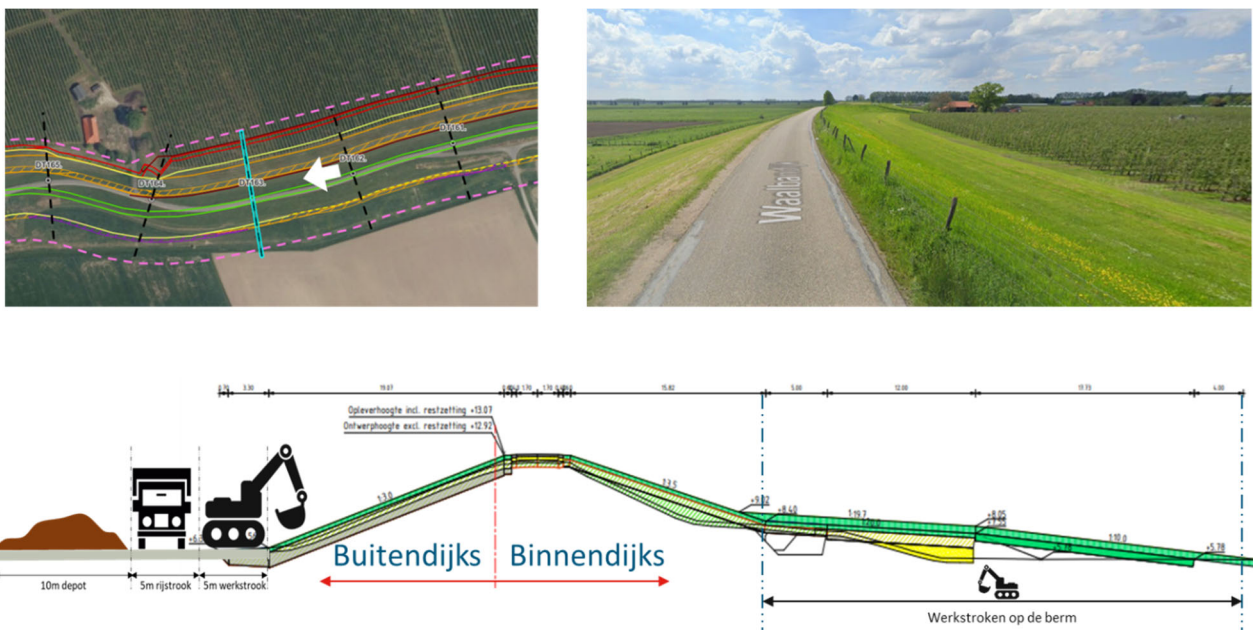 DT165.
DT164.
DT163.
DT162.
DT161.
Waalbandijk
3.30
19.07
1.70
1.70
15.82
5.00
12.00
17.73
4.00
Opleverhoogte incl. restzetting +13.07
Ontwerphoogte excl. restzetting +12.92
1:3.0
1:3.5
+9.02
+8.40
1:19.7
+8.05
1:10.0
+5.78
Buitendijks
Binnendijks
10m depot
5m rijstrook
5m werkstrook
Werkstroken op de berm